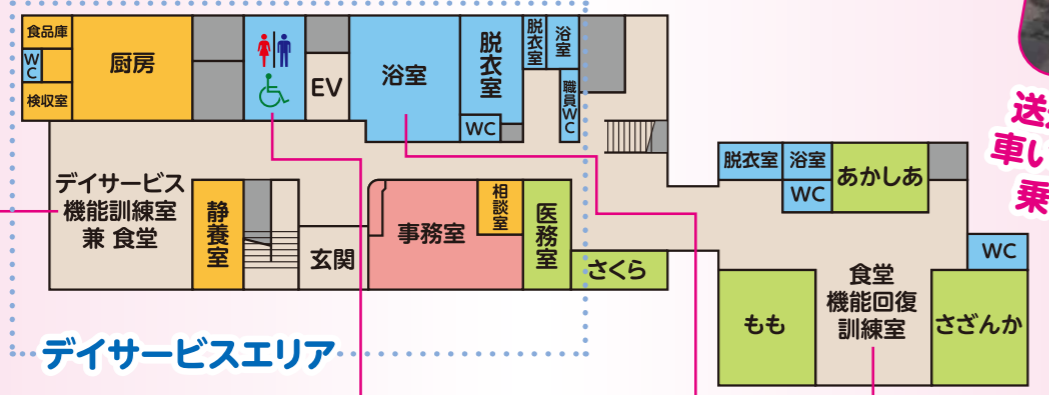 食品庫
WC
検収室
厨房
EV
浴室
脱衣室
WC
脱衣室
浴室
職員WC
デイサービス
機能訓練室
兼 食堂
静養室
玄関
事務室
相談室
医務室
さくら
脱衣室
浴室
WC
あかしあ
WC
もも
食堂
機能回復
訓練室
さざんか
デイサービスエリア
送
車い
乗